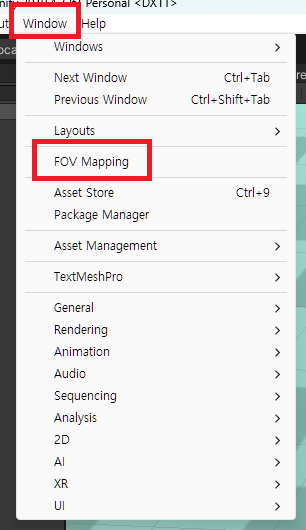 Personal <DX11>
Window Help
Windows
Next Window Ctrl+Tab
Previous Window Ctrl+Shift+Tab
Layouts
FOV Mapping
Asset Store Ctrl+9
Package Manager
Asset Management
TextMeshPro
General
Rendering
Animation
Audio
Sequencing
Analysis
2D
AI
XR
UI